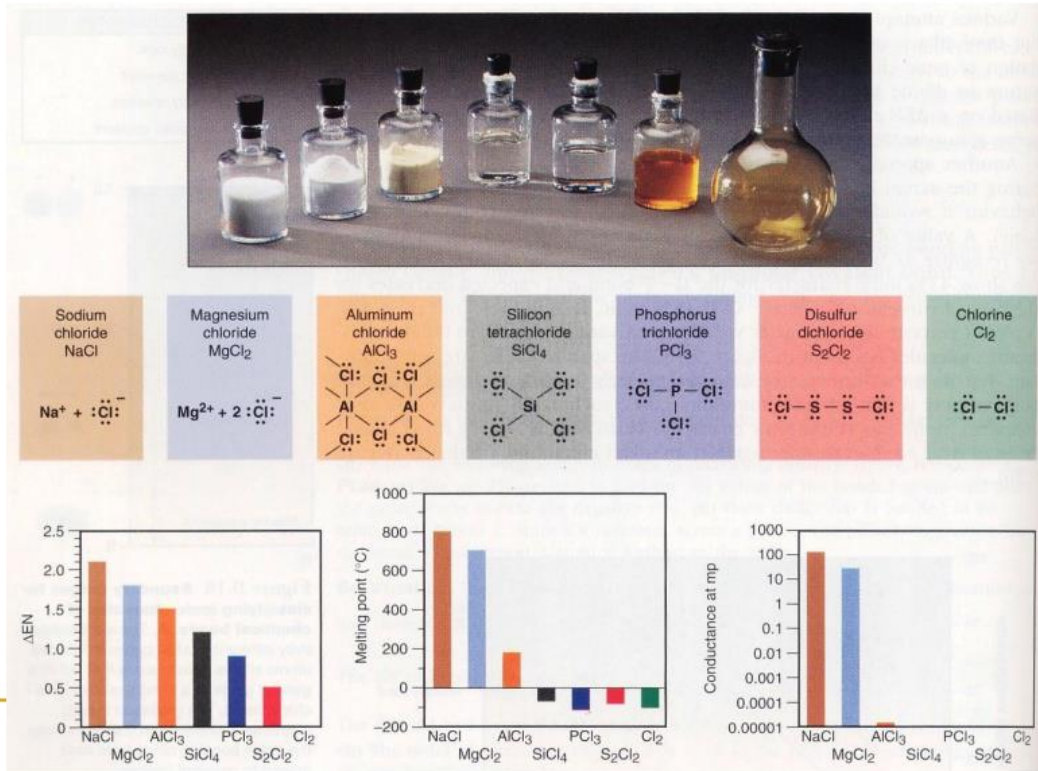 Sodium
chloride
NaCl
Na⁺ + :Cl:⁻
Magnesium
chloride
MgCl₂
Mg²⁺ + 2 :Cl:⁻
Aluminum
chloride
AlCl₃
:Cl Cl Cl:
Al Al
:Cl Cl Cl:
Silicon
tetrachloride
SiCl₄
:Cl Cl:
Si
:Cl Cl:
Phosphorus
trichloride
PCl₃
:Cl — P — Cl:
:Cl:
Disulfur
dichloride
S₂Cl₂
:Cl — S — S — Cl:
Chlorine
Cl₂
:Cl — Cl:
ΔEN
2.5
2.0
1.5
1.0
0.5
0
NaCl AlCl₃ PCl₃ Cl₂
MgCl₂ SiCl₄ S₂Cl₂
Melting point (°C)
1000
800
600
400
200
0
−200
NaCl AlCl₃ PCl₃ Cl₂
MgCl₂ SiCl₄ S₂Cl₂
Conductance at mp
1000
100
10
1
0.1
0.01
0.001
0.0001
0.00001
NaCl AlCl₃ PCl₃ Cl₂
MgCl₂ SiCl₄ S₂Cl₂